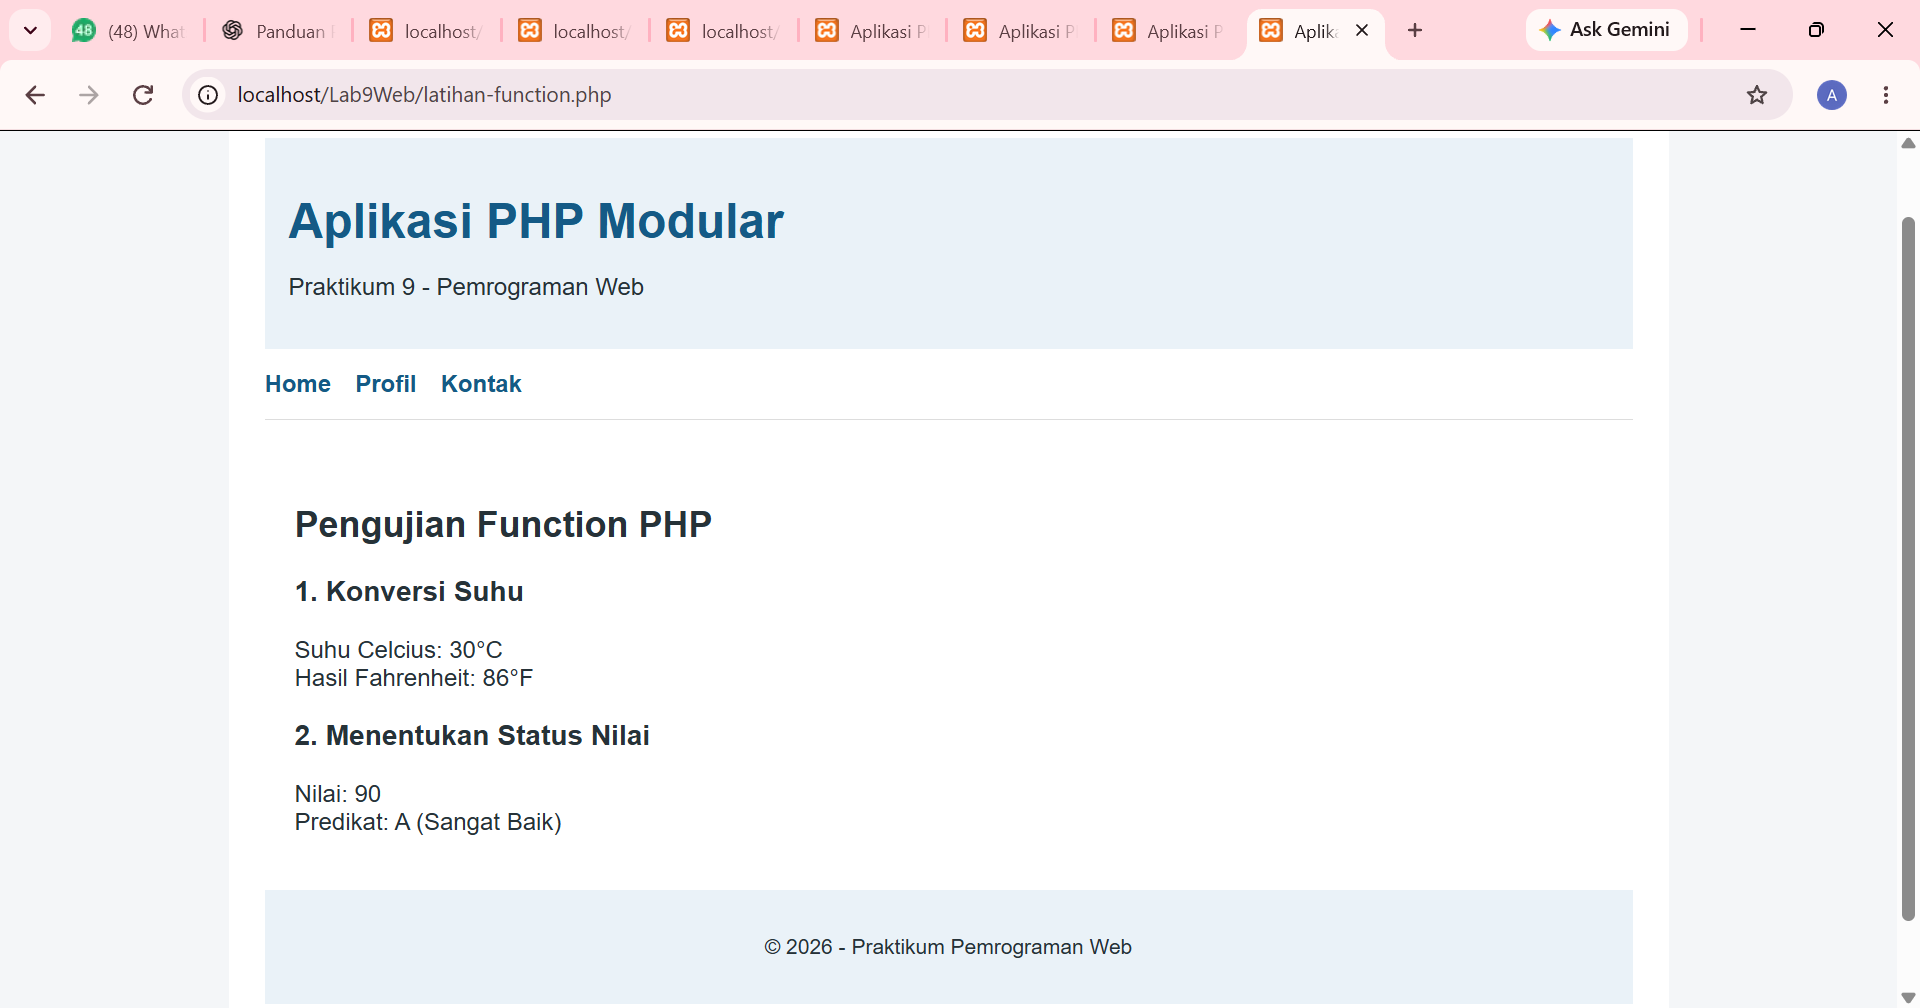 48 (48) What
Panduan
localhost/
localhost/
localhost/
Aplikasi P
Aplikasi P
Aplikasi P
Aplika
Ask Gemini
localhost/Lab9Web/latihan-function.php
A
Aplikasi PHP Modular
Praktikum 9 - Pemrograman Web
Home Profil Kontak
Pengujian Function PHP
1. Konversi Suhu
Suhu Celcius: 30°C
Hasil Fahrenheit: 86°F
2. Menentukan Status Nilai
Nilai: 90
Predikat: A (Sangat Baik)
© 2026 - Praktikum Pemrograman Web